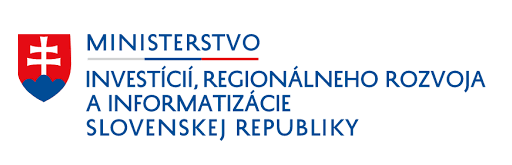 MINISTERSTVO
INVESTÍCIÍ, REGIONÁLNEHO ROZVOJA
A INFORMATIZÁCIE
SLOVENSKEJ REPUBLIKY